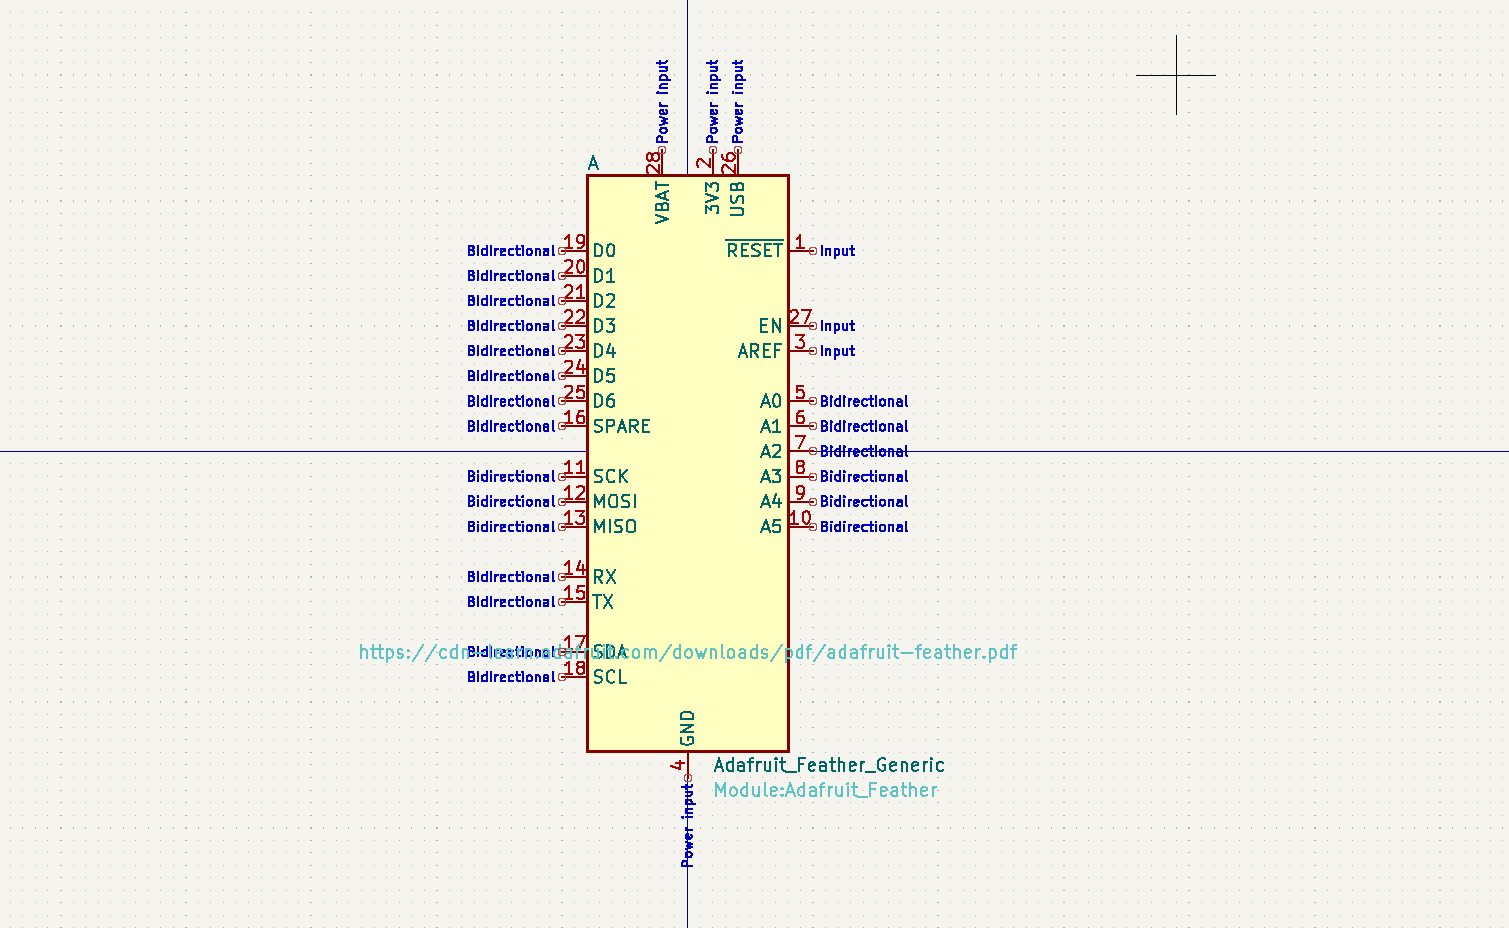 Power input Power input Power input
A 28 2 26
VBAT 3V3 USB
Bidirectional 19 D0 RESET 1 Input
Bidirectional 20 D1
Bidirectional 21 D2
Bidirectional 22 D3 EN 27 Input
Bidirectional 23 D4 AREF 3 Input
Bidirectional 24 D5
Bidirectional 25 D6 A0 5 Bidirectional
Bidirectional 16 SPARE A1 6 Bidirectional
A2 7 Bidirectional
Bidirectional 11 SCK A3 8 Bidirectional
Bidirectional 12 MOSI A4 9 Bidirectional
Bidirectional 13 MISO A5 10 Bidirectional
Bidirectional 14 RX
Bidirectional 15 TX
Bidirectional 17 SDA
https://cdn-learn.adafruit.com/downloads/pdf/adafruit-feather.pdf
Bidirectional 18 SCL
GND
4 Adafruit_Feather_Generic
Module:Adafruit_Feather
Power input